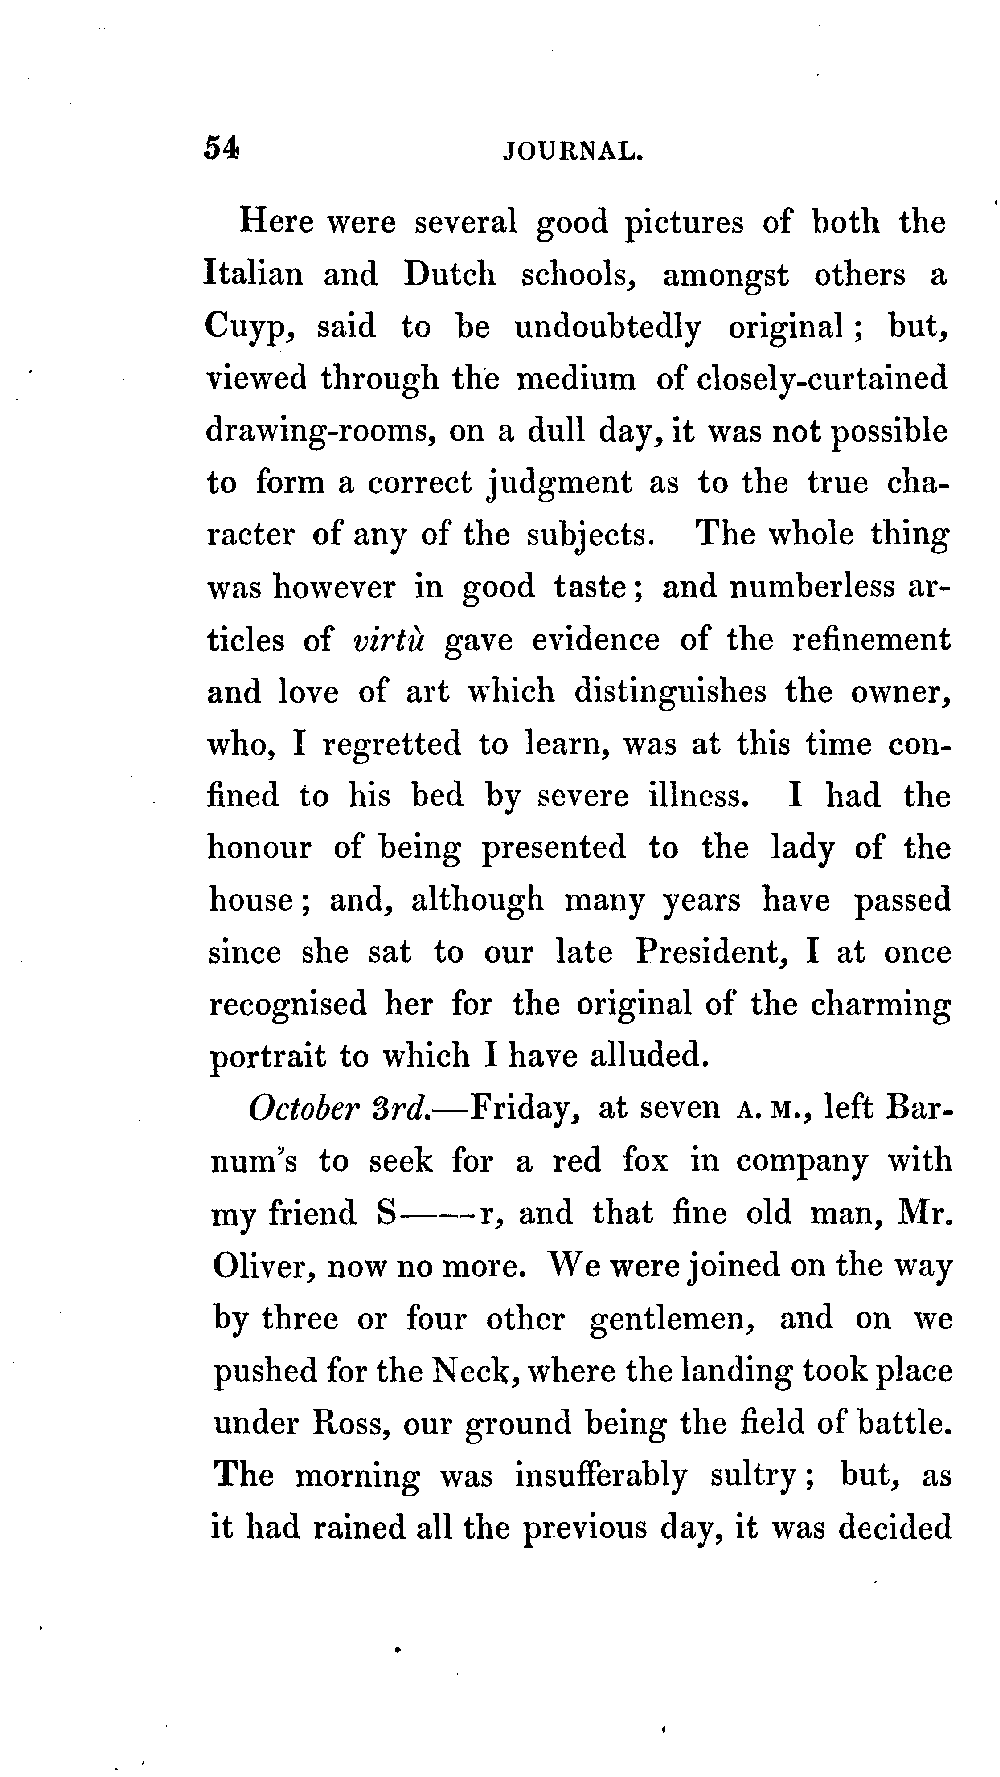 54 JOURNAL.
Here were several good pictures of both the
Italian and Dutch schools, amongst others a
Cuyp, said to be undoubtedly original ; but,
viewed through the medium of closely-curtained
drawing-rooms, on a dull day, it was not possible
to form a correct judgment as to the true cha-
racter of any of the subjects. The whole thing
was however in good taste ; and numberless ar-
ticles of virtù gave evidence of the refinement
and love of art which distinguishes the owner,
who, I regretted to learn, was at this time con-
fined to his bed by severe illness. I had the
honour of being presented to the lady of the
house ; and, although many years have passed
since she sat to our late President, I at once
recognised her for the original of the charming
portrait to which I have alluded.
October 3rd.—Friday, at seven A. M., left Bar-
num's to seek for a red fox in company with
my friend S——r, and that fine old man, Mr.
Oliver, now no more. We were joined on the way
by three or four other gentlemen, and on we
pushed for the Neck, where the landing took place
under Ross, our ground being the field of battle.
The morning was insufferably sultry ; but, as
it had rained all the previous day, it was decided